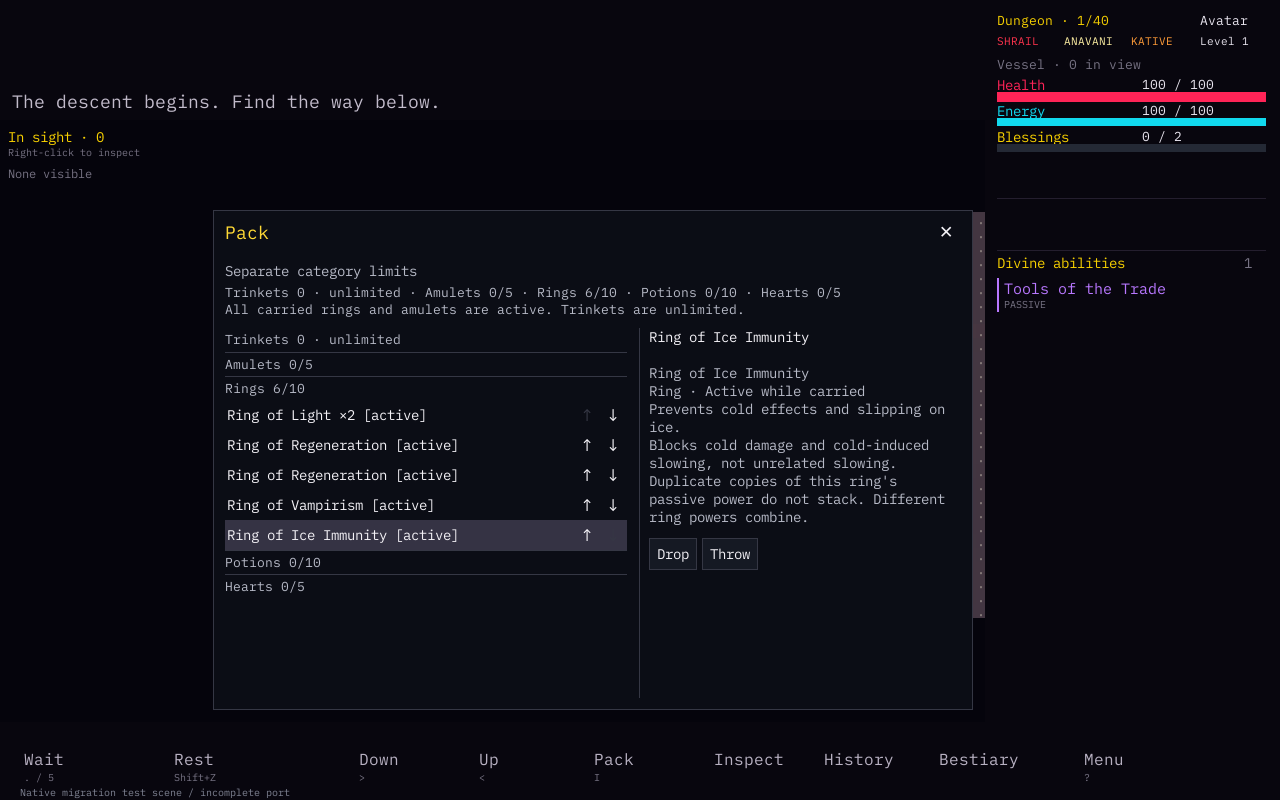 Dungeon · 1/40 Avatar
SHRAIL ANAVANI KATIVE Level 1
Vessel · 0 in view
Health 100 / 100
Energy 100 / 100
Blessings 0 / 2
The descent begins. Find the way below.
In sight · 0
Right-click to inspect
None visible
Pack ✕
Separate category limits
Trinkets 0 · unlimited · Amulets 0/5 · Rings 6/10 · Potions 0/10 · Hearts 0/5
All carried rings and amulets are active. Trinkets are unlimited.
Trinkets 0 · unlimited
Amulets 0/5
Rings 6/10
Ring of Light ×2 [active] ↑ ↓
Ring of Regeneration [active] ↑ ↓
Ring of Regeneration [active] ↑ ↓
Ring of Vampirism [active] ↑ ↓
Ring of Ice Immunity [active] ↑
Potions 0/10
Hearts 0/5
Ring of Ice Immunity
Ring of Ice Immunity
Ring · Active while carried
Prevents cold effects and slipping on
ice.
Blocks cold damage and cold-induced
slowing, not unrelated slowing.
Duplicate copies of this ring's
passive power do not stack. Different
ring powers combine.
Drop Throw
Divine abilities 1
Tools of the Trade
PASSIVE
Wait Rest Down Up Pack Inspect History Bestiary Menu
. / 5 Shift+Z > < I ?
Native migration test scene / incomplete port